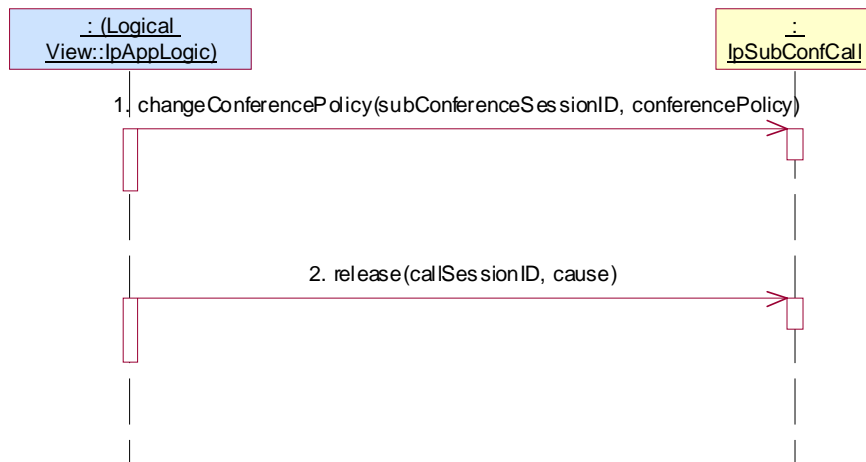 : (Logical
View::IpAppLogic)
:
IpSubConfCall
1. changeConferencePolicy(subConferenceSessionID, conferencePolicy)
2. release(callSessionID, cause)